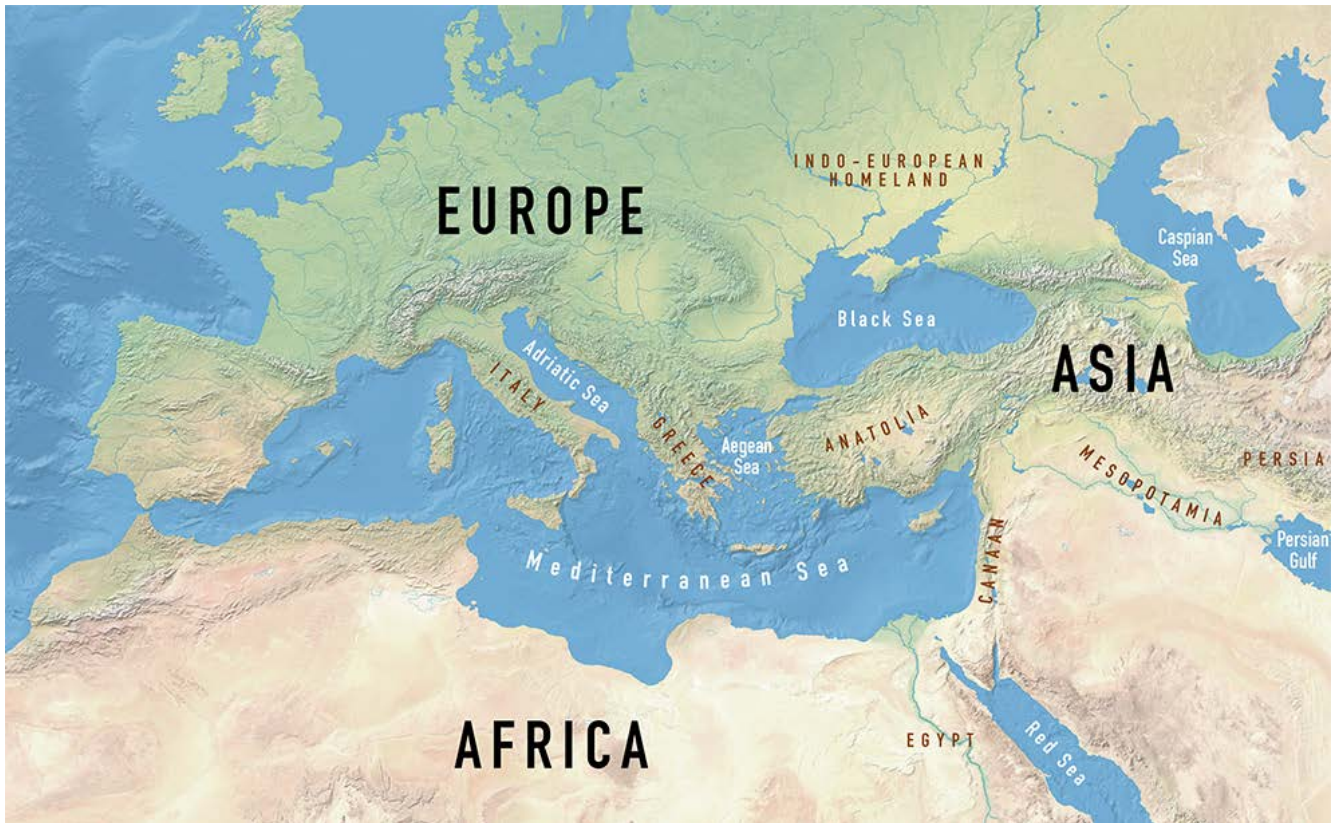 INDO-EUROPEAN
HOMELAND
EUROPE
Caspian
Sea
Black Sea
ASIA
Adriatic Sea
ITALY
GREECE
Aegean
Sea
ANATOLIA
MESOPOTAMIA
PERSIA
Persian
Gulf
CANAAN
Mediterranean Sea
AFRICA
EGYPT
Red Sea